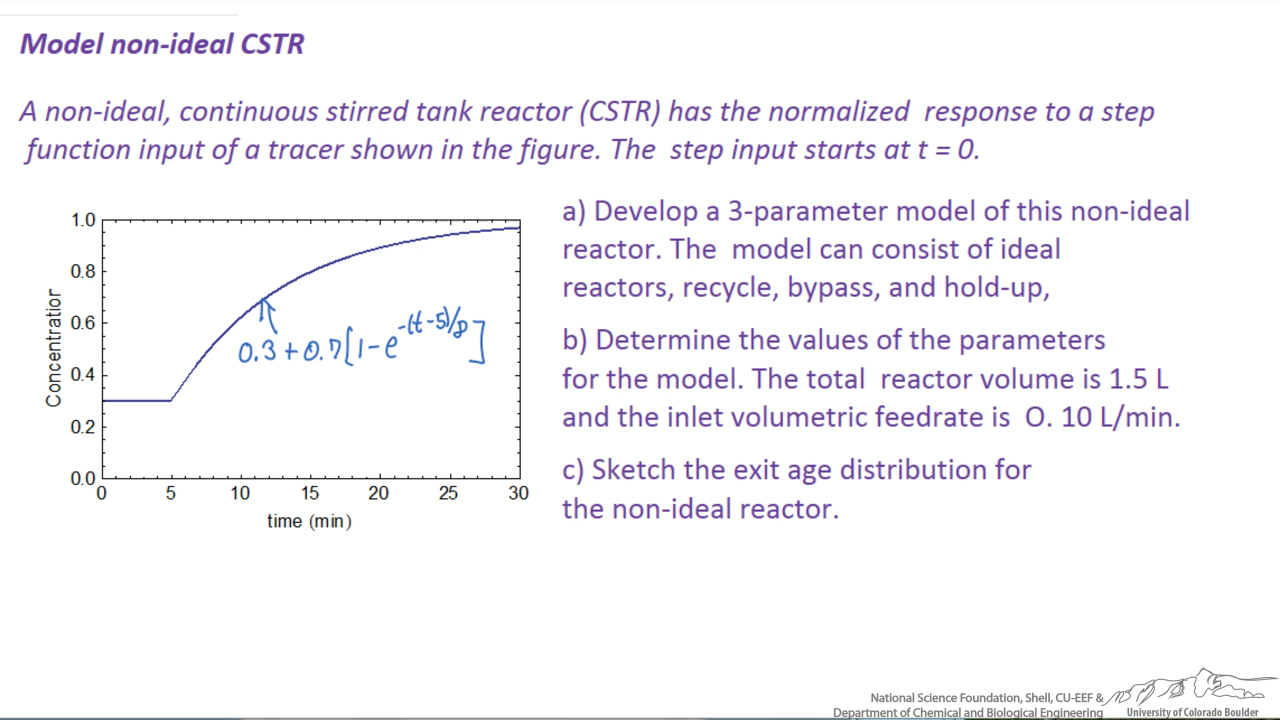 Model non-ideal CSTR
A non-ideal, continuous stirred tank reactor (CSTR) has the normalized response to a step
function input of a tracer shown in the figure. The step input starts at t = 0.
1.0
0.8
0.6
0.4
0.2
0.0
Concentration
0 5 10 15 20 25 30
time (min)
0.3 + 0.7[1-e^-(t-5)/8]
a) Develop a 3-parameter model of this non-ideal
reactor. The model can consist of ideal
reactors, recycle, bypass, and hold-up,
b) Determine the values of the parameters
for the model. The total reactor volume is 1.5 L
and the inlet volumetric feedrate is O. 10 L/min.
c) Sketch the exit age distribution for
the non-ideal reactor.
National Science Foundation, Shell, CU-EEF &
Department of Chemical and Biological Engineering
University of Colorado Boulder